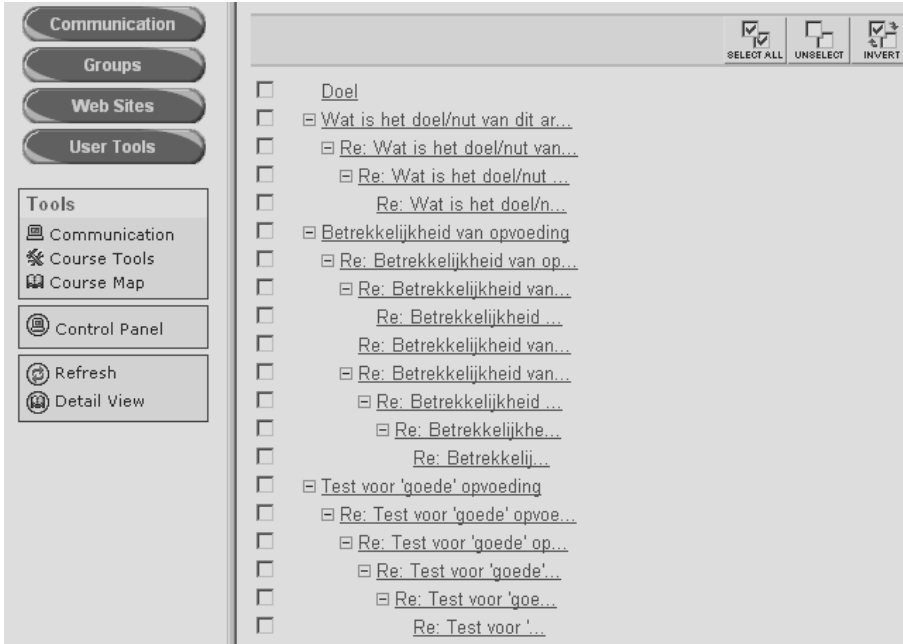 Communication
Groups
Web Sites
User Tools
Tools
Communication
Course Tools
Course Map
Control Panel
Refresh
Detail View
SELECT ALL
UNSELECT
INVERT
Doel
Wat is het doel/nut van dit ar...
Re: Wat is het doel/nut van...
Re: Wat is het doel/nut ...
Re: Wat is het doel/n...
Betrekkelijkheid van opvoeding
Re: Betrekkelijkheid van op...
Re: Betrekkelijkheid van...
Re: Betrekkelijkheid ...
Re: Betrekkelijkheid van...
Re: Betrekkelijkheid van...
Re: Betrekkelijkheid ...
Re: Betrekkelijkhe...
Re: Betrekkelij...
Test voor 'goede' opvoeding
Re: Test voor 'goede' opvoe...
Re: Test voor 'goede' op...
Re: Test voor 'goede'...
Re: Test voor 'goe...
Re: Test voor '...